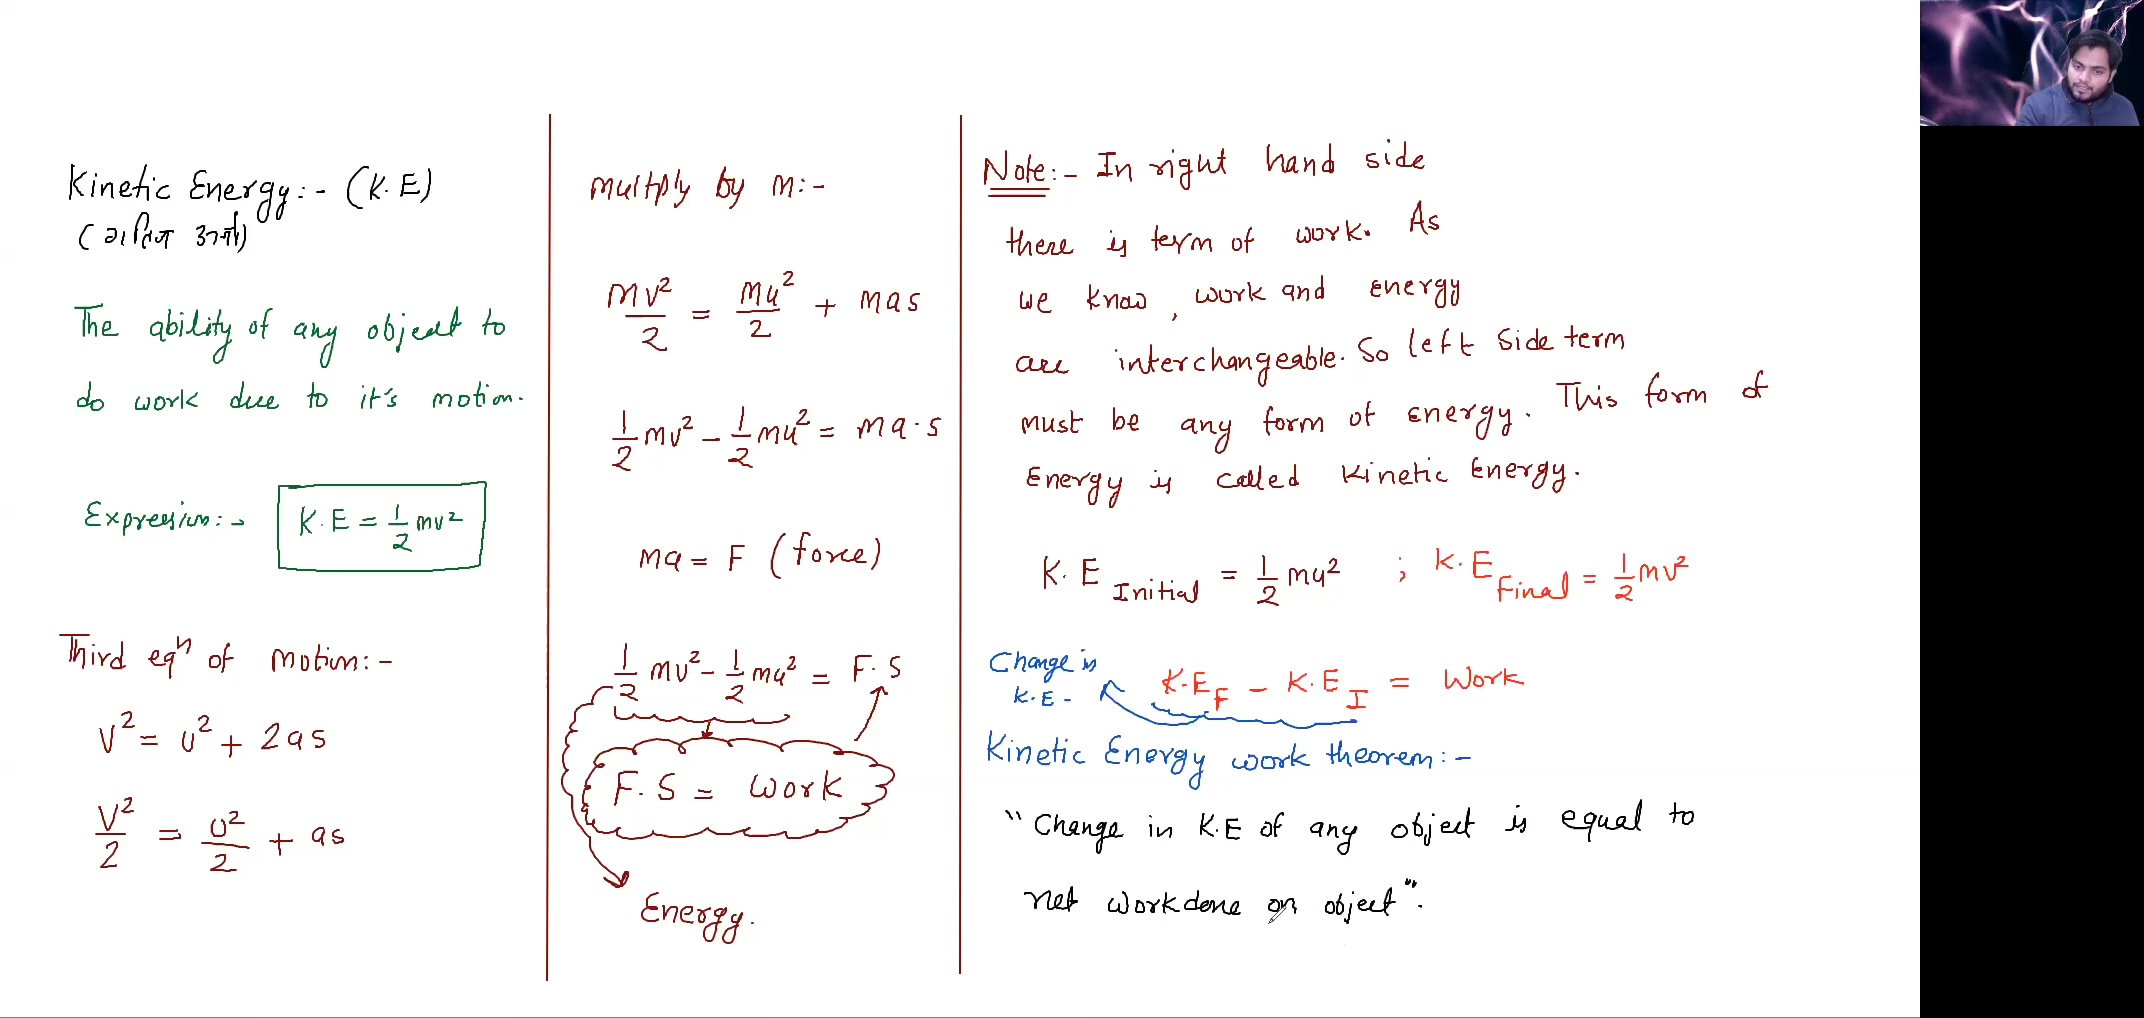 Kinetic Energy:- (K.E)
(गतिज ऊर्जा)
The ability of any object to
do work due to it's motion.
Expression:→ K.E = 1/2 mv²
Third eqⁿ of motion:-
V² = u² + 2as
V²/2 = u²/2 + as
multiply by m:-
mv²/2 = mu²/2 + mas
1/2 mv² - 1/2 mu² = ma·s
ma = F (force)
1/2 mv² - 1/2 mu² = F·S
F·S = Work
Energy.
Note:- In right hand side
there is term of work. As
we know, work and energy
are interchangeable. So left side term
must be any form of energy. This form of
Energy is called Kinetic Energy.
K.E Initial = 1/2 mu² ; K.E Final = 1/2 mv²
Change in
K.E - K.E F - K.E I = Work
Kinetic Energy work theorem:-
"Change in K.E of any object is equal to
net workdone on object".